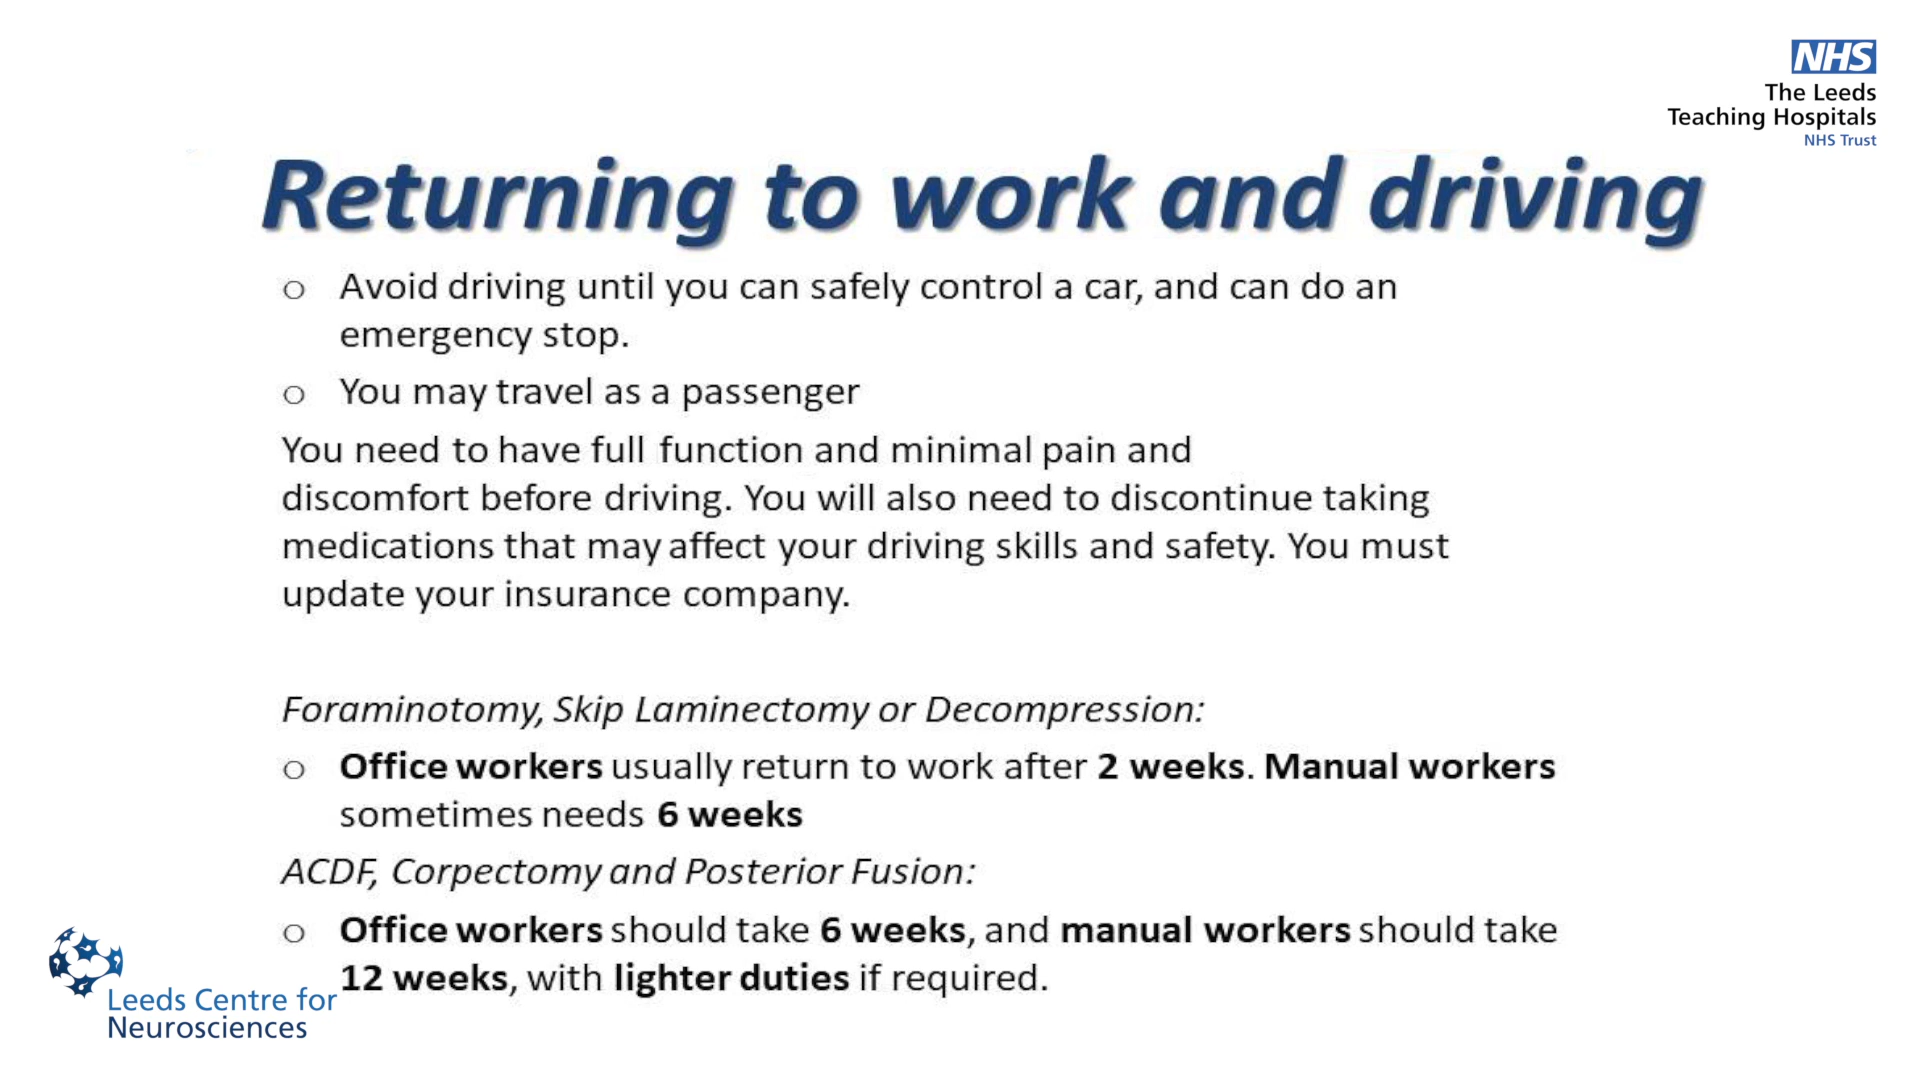 NHS
The Leeds
Teaching Hospitals
NHS Trust
Returning to work and driving
o Avoid driving until you can safely control a car, and can do an
emergency stop.
o You may travel as a passenger
You need to have full function and minimal pain and
discomfort before driving. You will also need to discontinue taking
medications that may affect your driving skills and safety. You must
update your insurance company.
Foraminotomy, Skip Laminectomy or Decompression:
o Office workers usually return to work after 2 weeks. Manual workers
sometimes needs 6 weeks
ACDF, Corpectomy and Posterior Fusion:
o Office workers should take 6 weeks, and manual workers should take
12 weeks, with lighter duties if required.
Leeds Centre for
Neurosciences